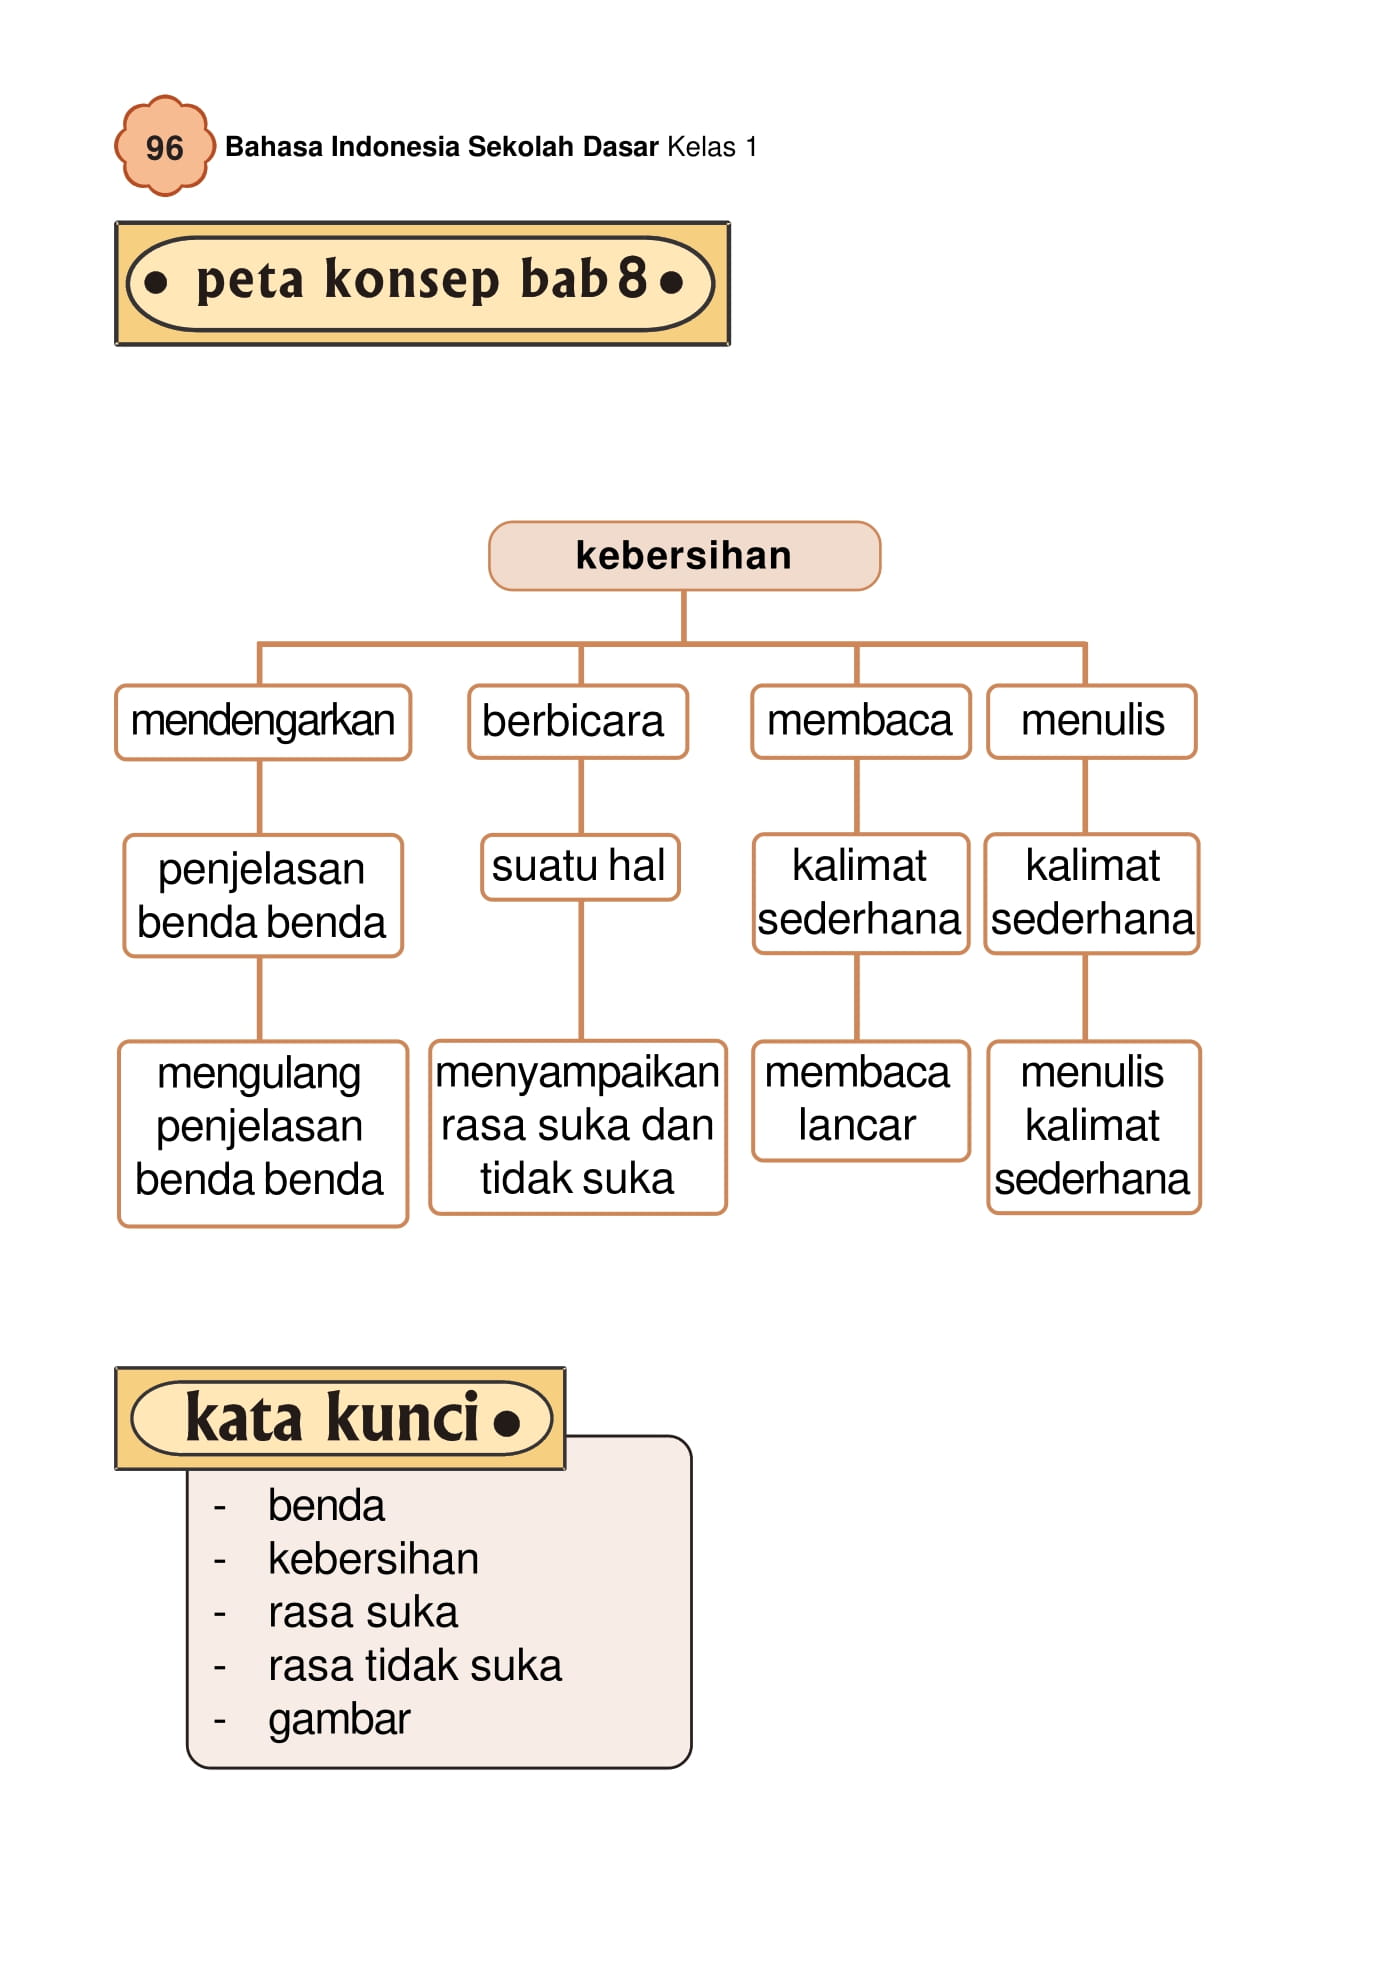 96
Bahasa Indonesia Sekolah Dasar Kelas 1
peta konsep bab 8
kebersihan
mendengarkan
berbicara
membaca
menulis
penjelasan
benda benda
suatu hal
kalimat
sederhana
kalimat
sederhana
mengulang
penjelasan
benda benda
menyampaikan
rasa suka dan
tidak suka
membaca
lancar
menulis
kalimat
sederhana
kata kunci
- benda
- kebersihan
- rasa suka
- rasa tidak suka
- gambar